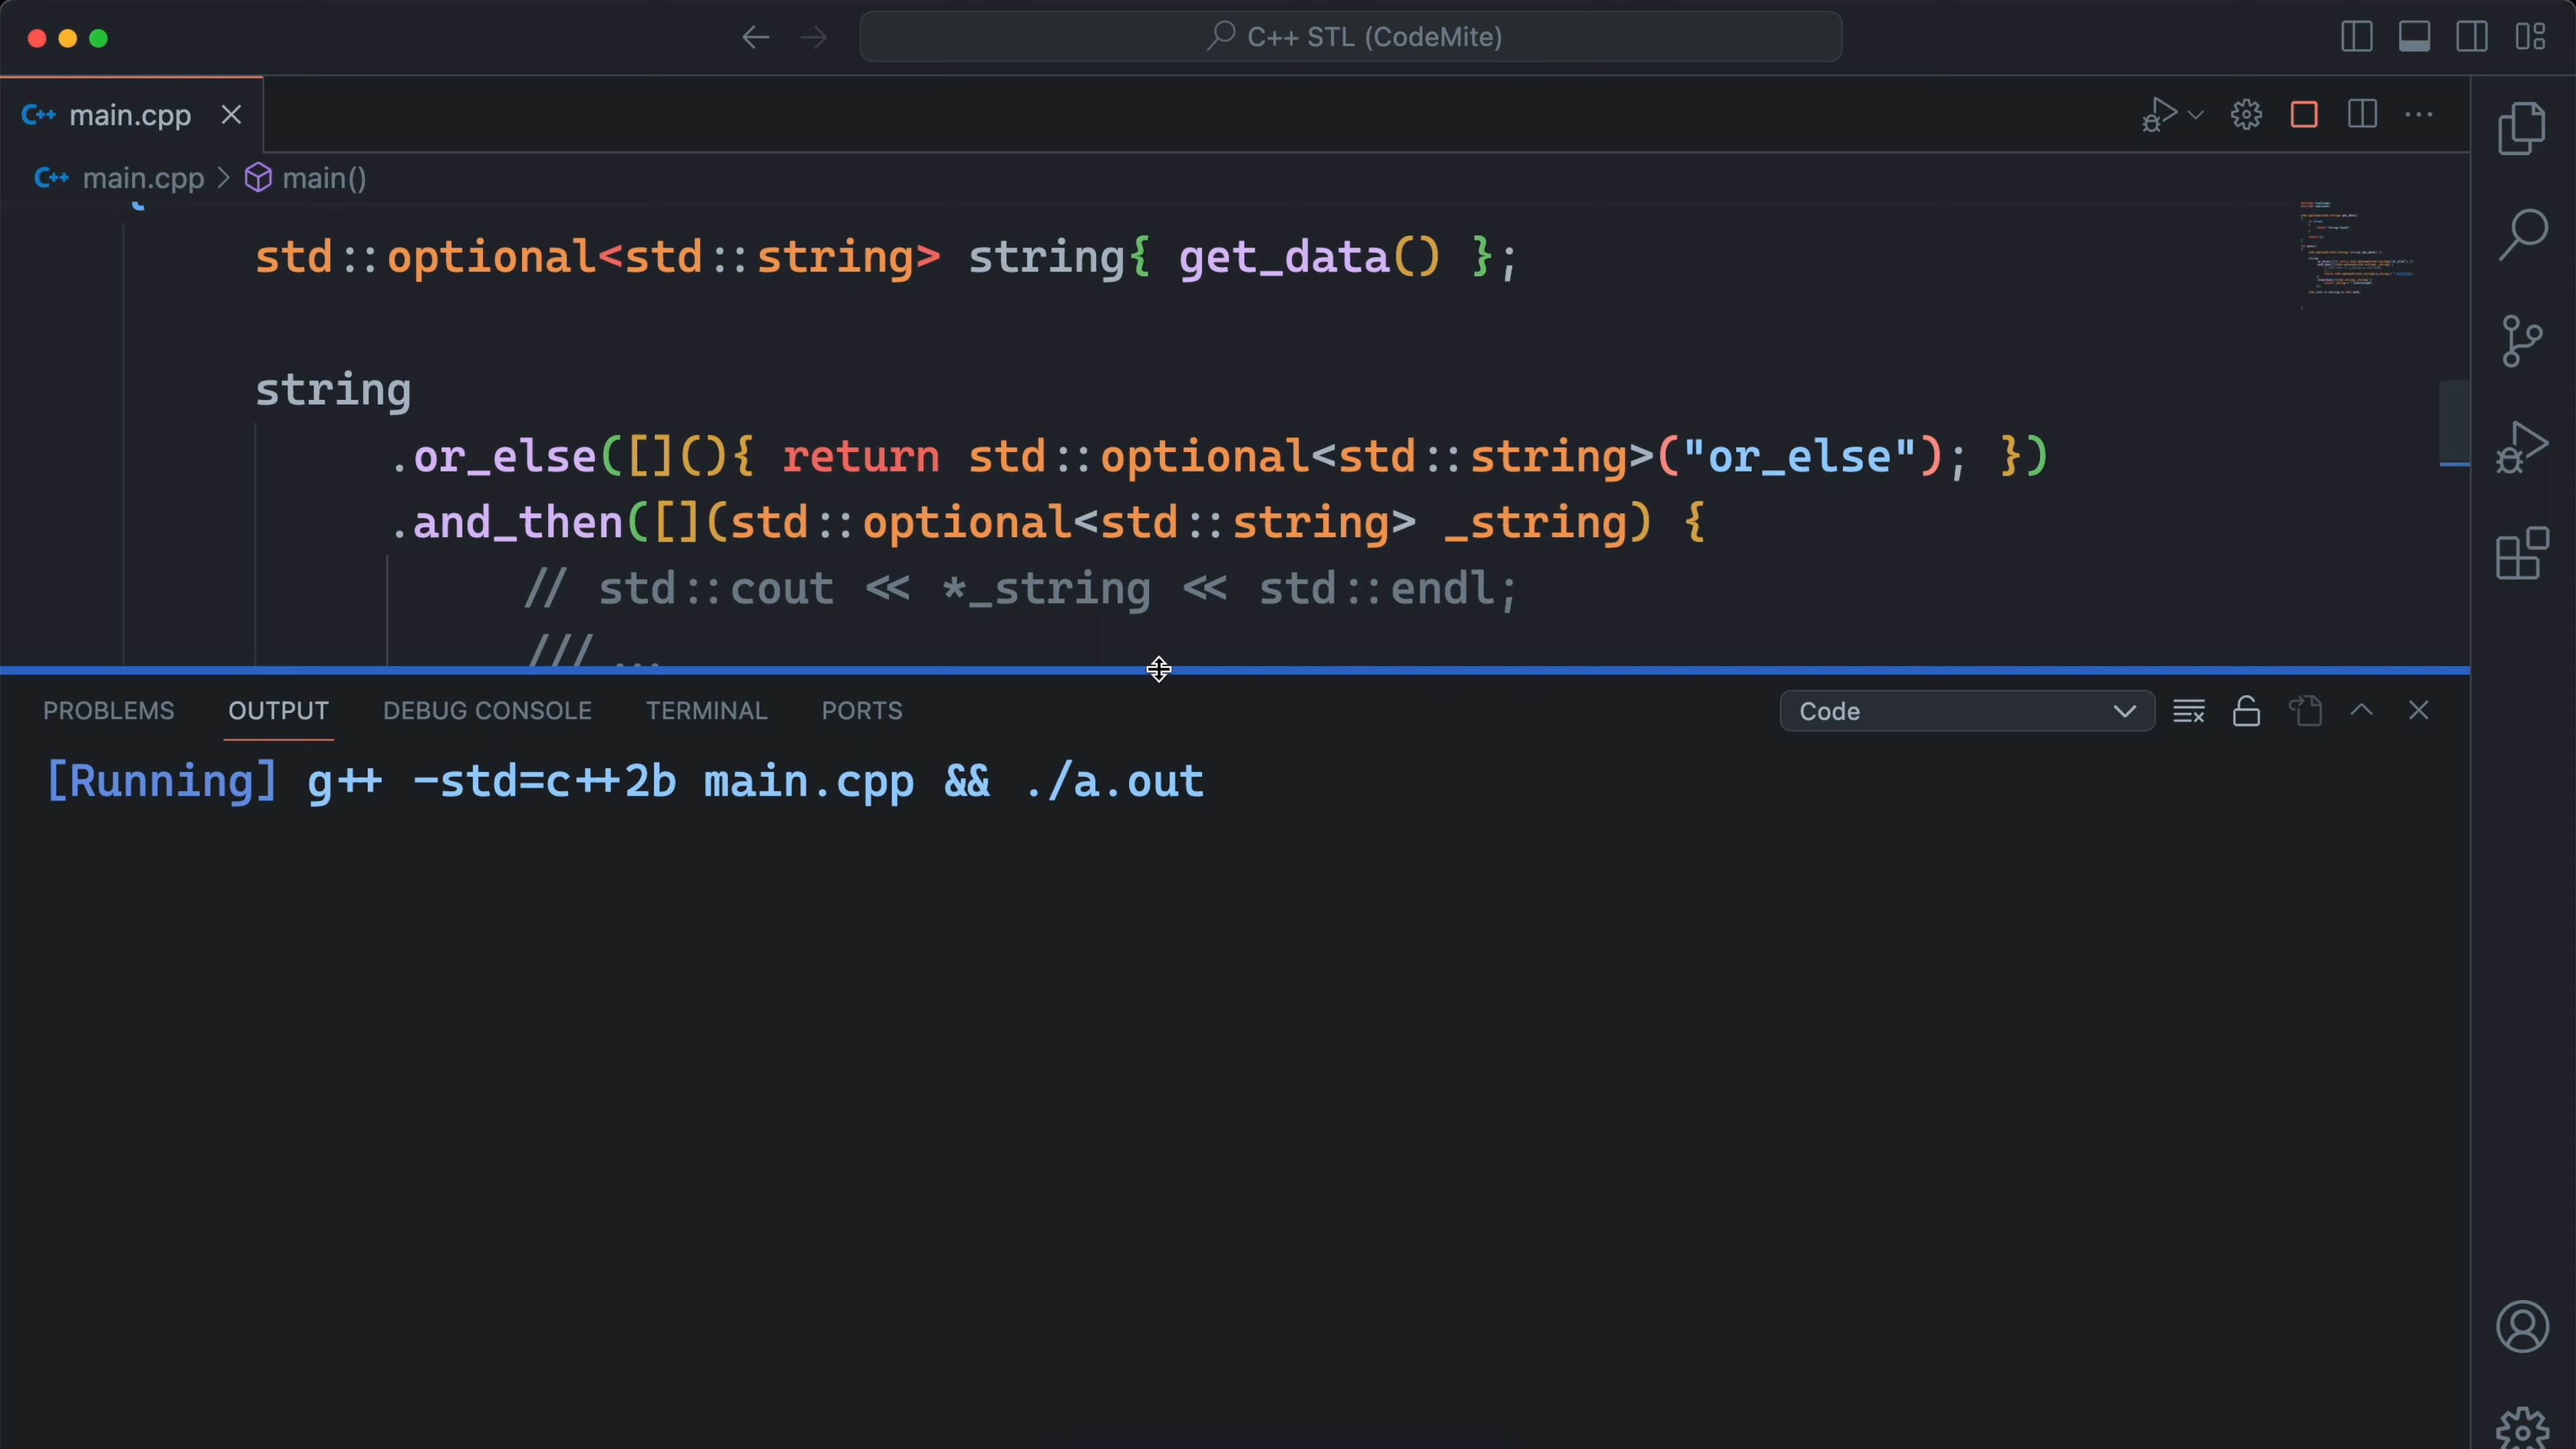 C++ STL (CodeMite)
C++ main.cpp
C++ main.cpp > main()
{
std::optional<std::string> string{ get_data() };
string
.or_else([](){ return std::optional<std::string>("or_else"); })
.and_then([](std::optional<std::string> _string) {
// std::cout << *_string << std::endl;
/// ...
PROBLEMS OUTPUT DEBUG CONSOLE TERMINAL PORTS Code
[Running] g++ -std=c++2b main.cpp && ./a.out